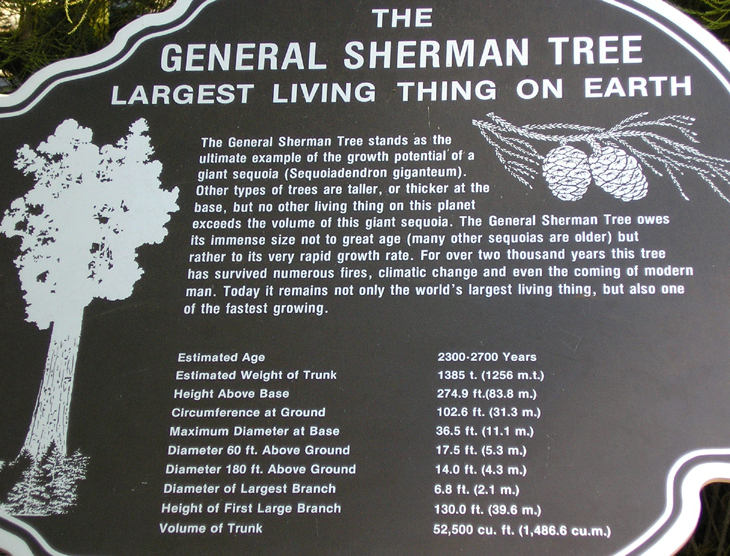 THE
GENERAL SHERMAN TREE
LARGEST LIVING THING ON EARTH
The General Sherman Tree stands as the
ultimate example of the growth potential of a
giant sequoia (Sequoiadendron giganteum).
Other types of trees are taller, or thicker at the
base, but no other living thing on this planet
exceeds the volume of this giant sequoia. The General Sherman Tree owes
its immense size not to great age (many other sequoias are older) but
rather to its very rapid growth rate. For over two thousand years this tree
has survived numerous fires, climatic change and even the coming of modern
man. Today it remains not only the world's largest living thing, but also one
of the fastest growing.
Estimated Age 2300-2700 Years
Estimated Weight of Trunk 1385 t. (1256 m.t.)
Height Above Base 274.9 ft.(83.8 m.)
Circumference at Ground 102.6 ft. (31.3 m.)
Maximum Diameter at Base 36.5 ft. (11.1 m.)
Diameter 60 ft. Above Ground 17.5 ft. (5.3 m.)
Diameter 180 ft. Above Ground 14.0 ft. (4.3 m.)
Diameter of Largest Branch 6.8 ft. (2.1 m.)
Height of First Large Branch 130.0 ft. (39.6 m.)
Volume of Trunk 52,500 cu. ft. (1,486.6 cu.m.)